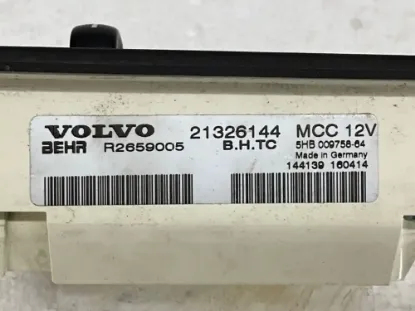 VOLVO 21326144 MCC 12V
BEHR R2659005 B.H.TC 5HB 009758-64
Made in Germany
144139 160414